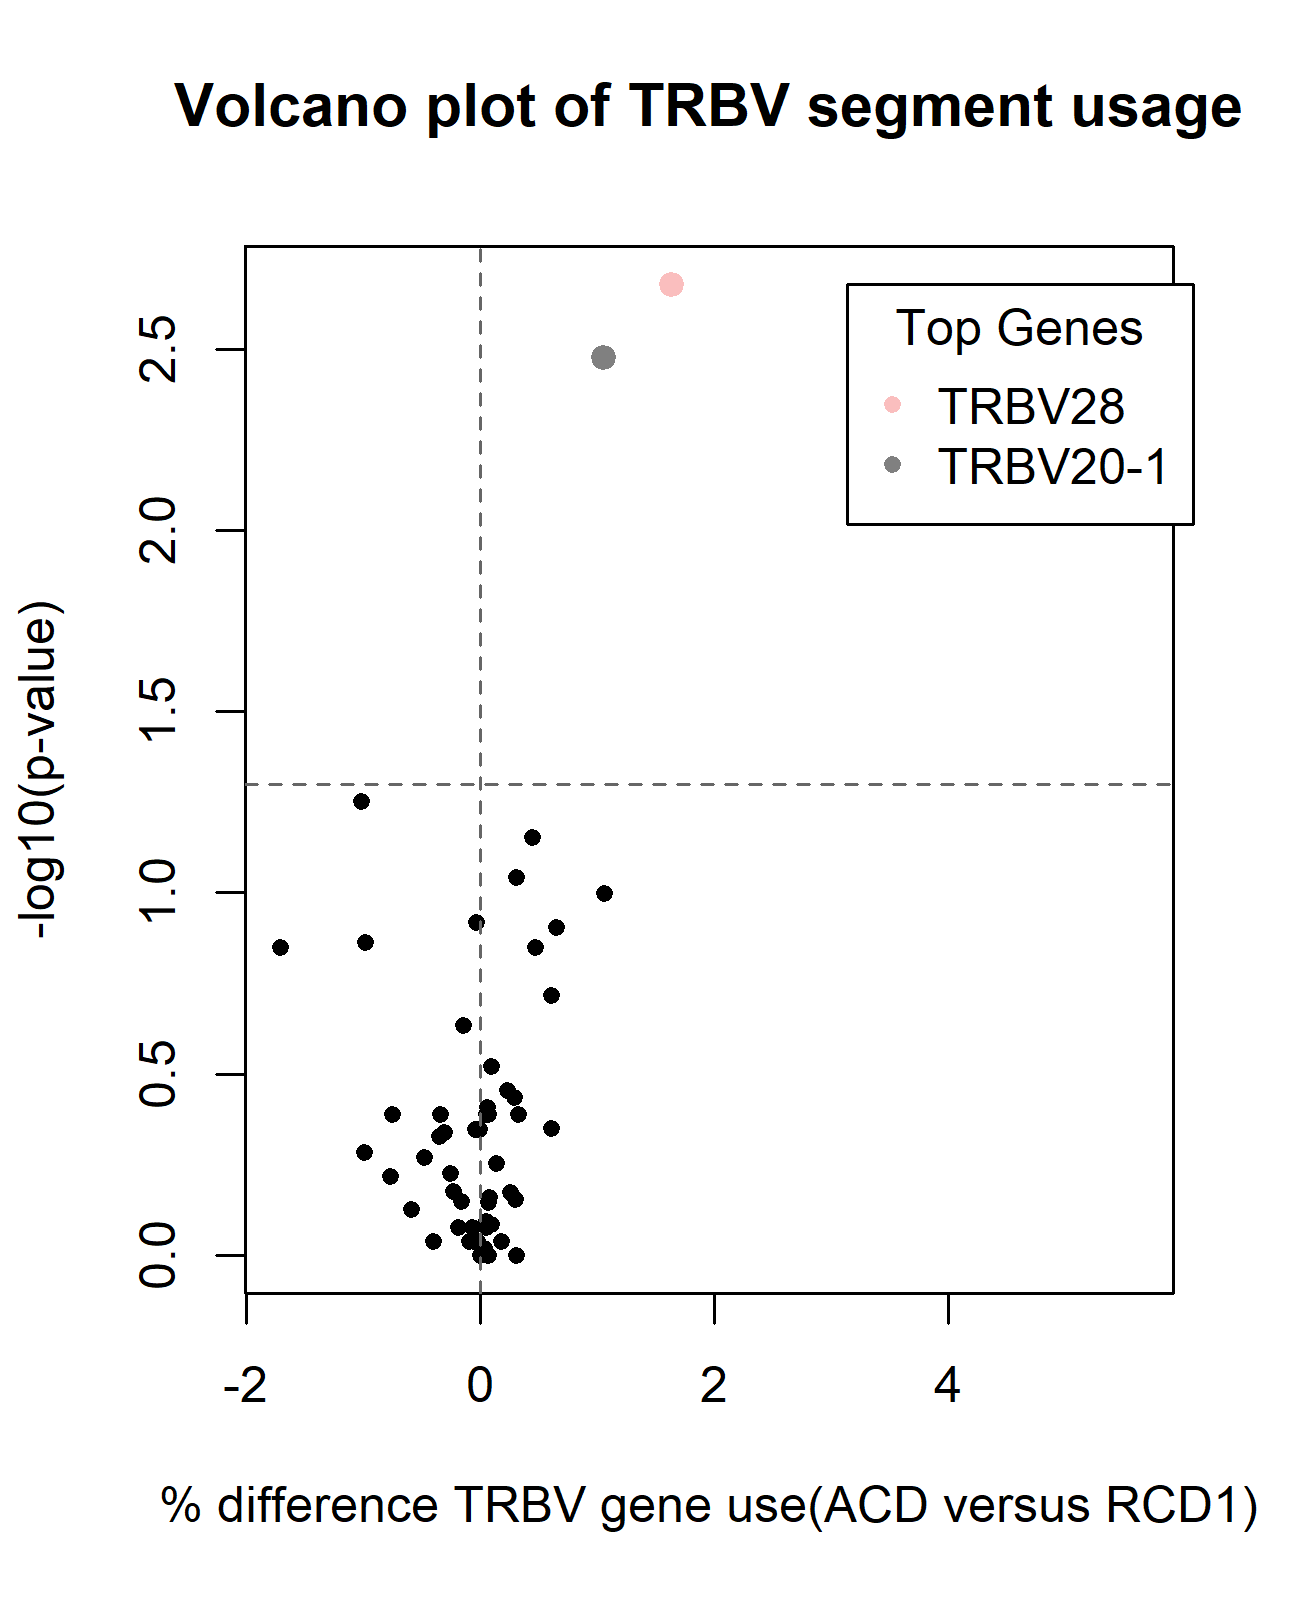 Volcano plot of TRBV segment usage
Top Genes
TRBV28
TRBV20-1
-log10(p-value)
2.5
2.0
1.5
1.0
0.5
0.0
-2 0 2 4
% difference TRBV gene use(ACD versus RCD1)